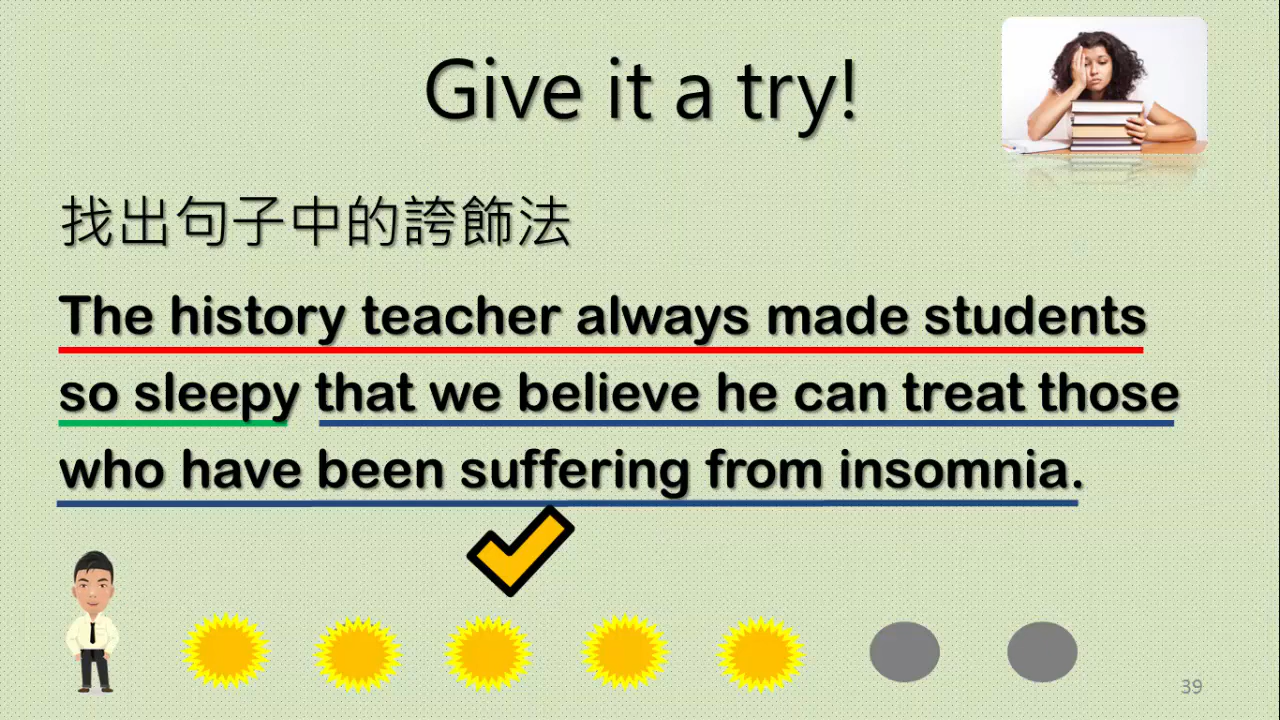 Give it a try!
找出句子中的誇飾法
The history teacher always made students
so sleepy that we believe he can treat those
who have been suffering from insomnia.
39